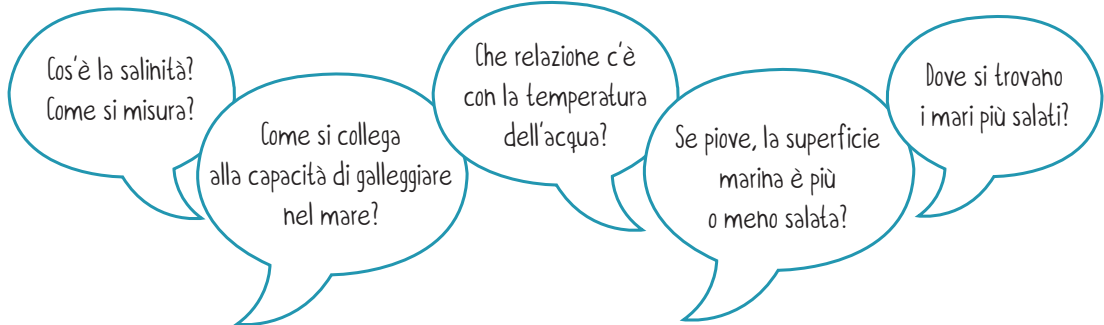 Cos'è la salinità?
Come si misura?
Come si collega
alla capacità di galleggiare
nel mare?
Che relazione c'è
con la temperatura
dell'acqua?
Se piove, la superficie
marina è più
o meno salata?
Dove si trovano
i mari più salati?